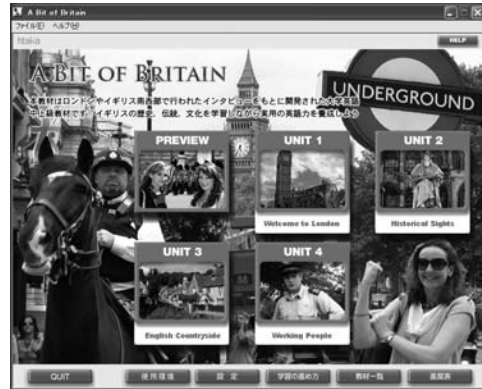 A Bit of Britain
ファイル(F) ヘルプ(H)
htaka
HELP
A BIT OF BRITAIN
UNDERGROUND
本教材はロンドンやイギリス南西部で行われたインタビューをもとに開発された大学英語
中上級教材です。イギリスの歴史、伝統、文化を学習しながら実用の英語力を養成しよう
PREVIEW
UNIT 1
UNIT 2
Welcome to London
Historical Sights
UNIT 3
UNIT 4
English Countryside
Working People
QUIT
使用環境
設 定
学習の進め方
教材一覧
進度表